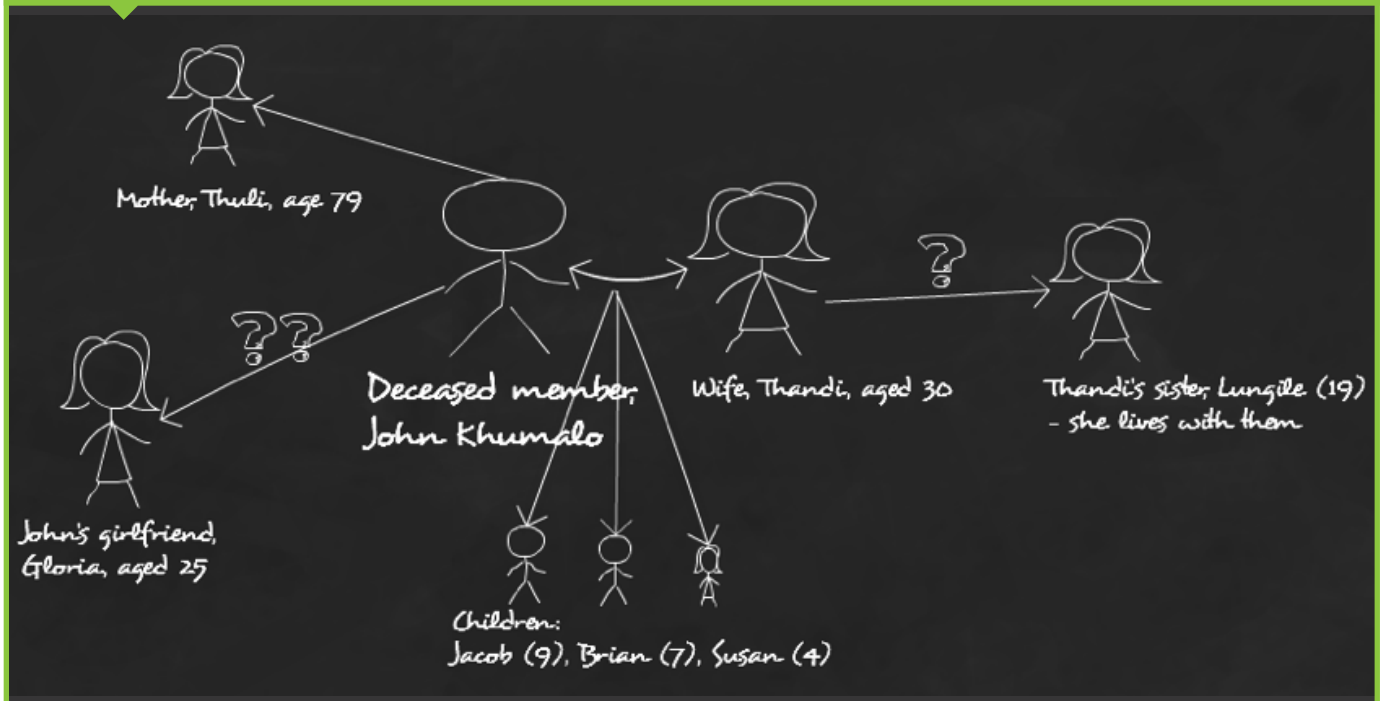 Mother, Thuli, age 79
?
??
Deceased member,
John Khumalo
Wife, Thandi, aged 30
Thandi's sister, Lungile (19)
- she lives with them
John's girlfriend,
Gloria, aged 25
Children:
Jacob (9), Brian (7), Susan (4)